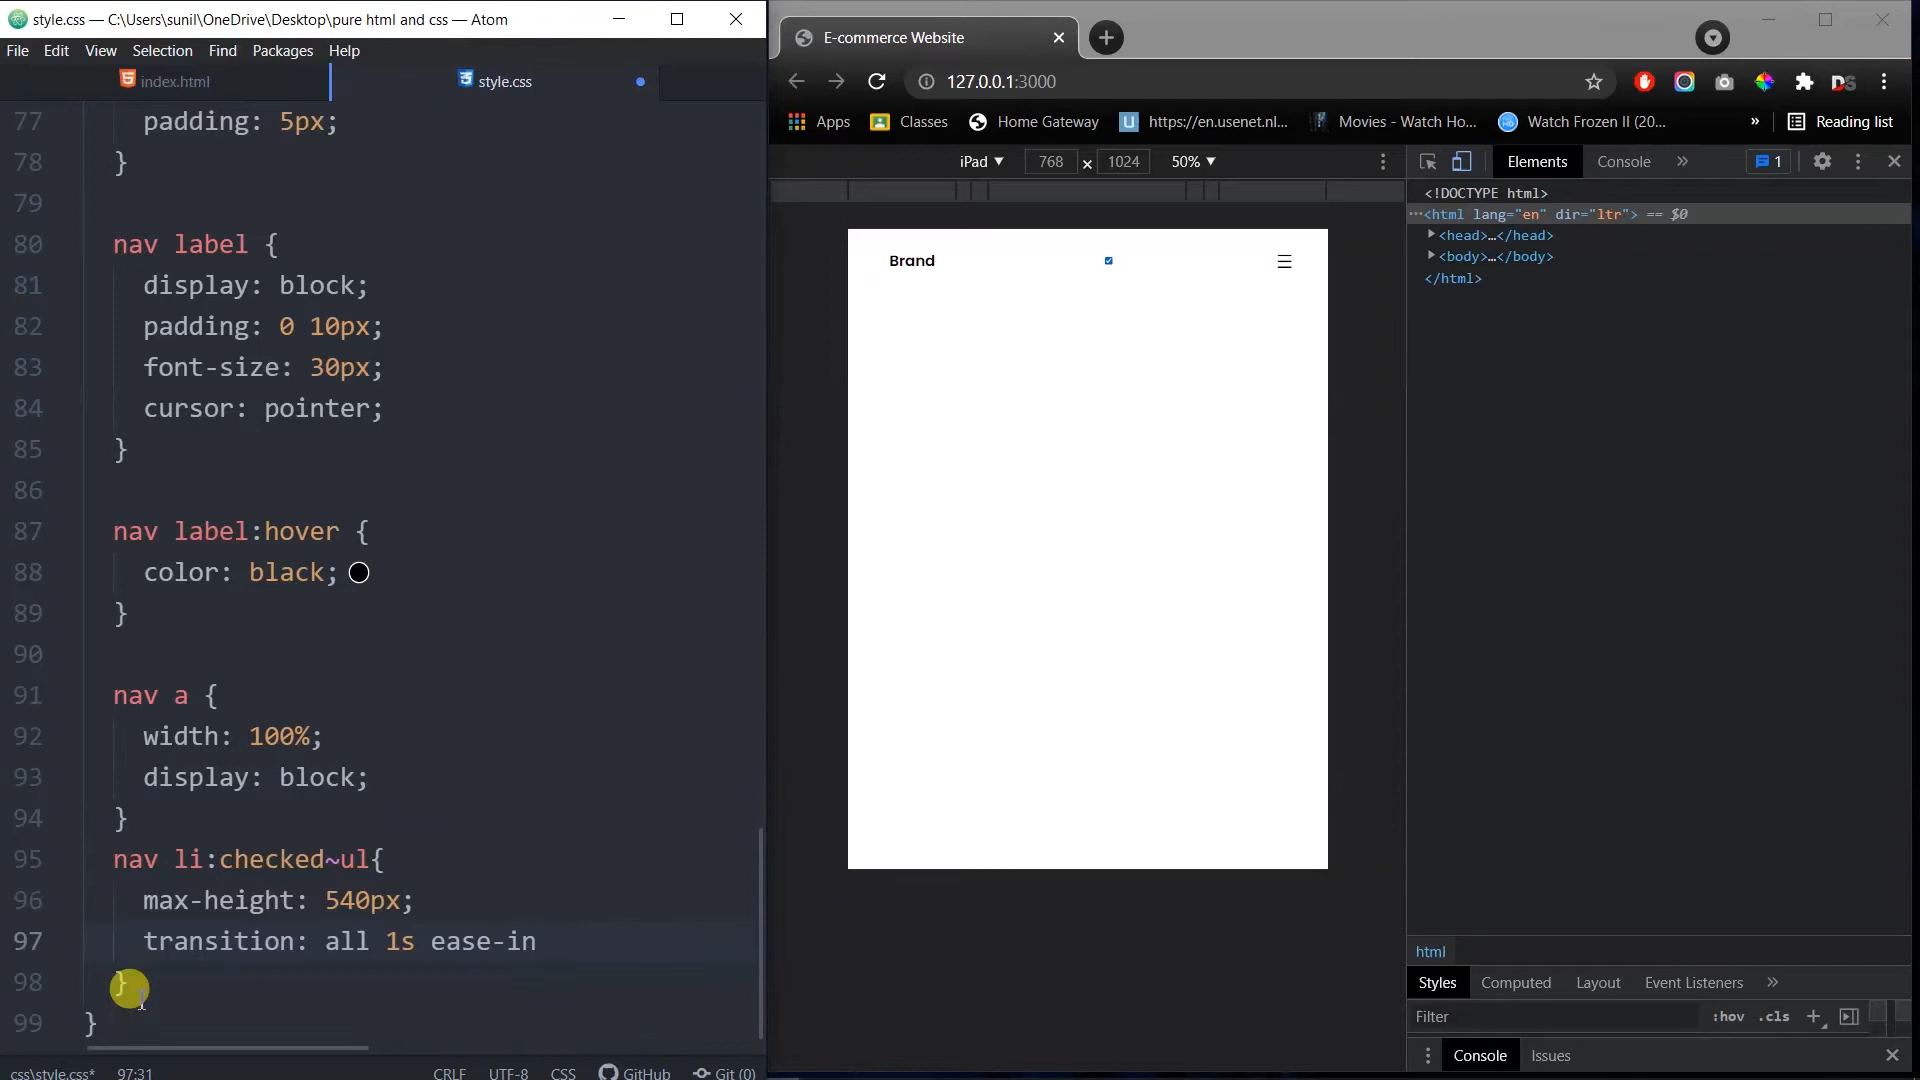 style.css — C:\Users\sunil\OneDrive\Desktop\pure html and css — Atom
File Edit View Selection Find Packages Help
index.html
style.css
77 padding: 5px;
78 }
79
80 nav label {
81 display: block;
82 padding: 0 10px;
83 font-size: 30px;
84 cursor: pointer;
85 }
86
87 nav label:hover {
88 color: black;
89 }
90
91 nav a {
92 width: 100%;
93 display: block;
94 }
95 nav li:checked~ul{
96 max-height: 540px;
97 transition: all 1s ease-in
98 }
99 }
css\style.css* 97:31 CRLF UTF-8 CSS GitHub Git (0)
E-commerce Website
127.0.0.1:3000
Apps Classes Home Gateway https://en.usenet.nl... Movies - Watch Ho... Watch Frozen II (20... » Reading list
iPad 768 × 1024 50%
Brand
Elements Console » 1
<!DOCTYPE html>
<html lang="en" dir="ltr"> == $0
<head>…</head>
<body>…</body>
</html>
html
Styles Computed Layout Event Listeners »
Filter :hov .cls +
Console Issues